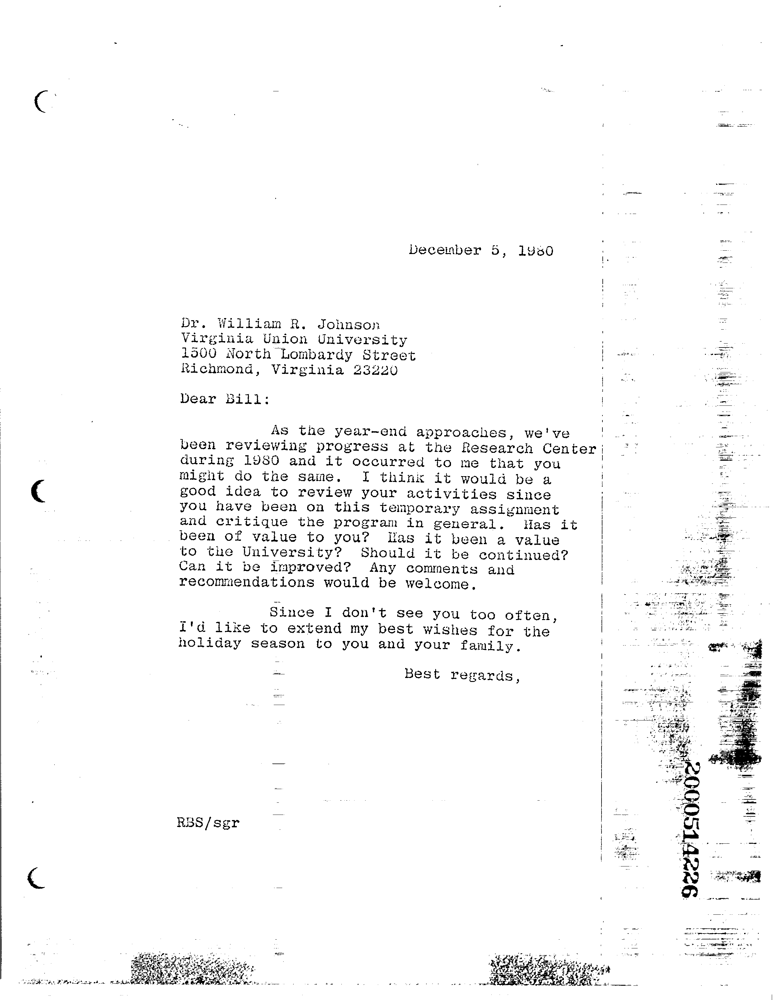 December 5, 1980
Dr. William R. Johnson
Virginia Union University
1500 North Lombardy Street
Richmond, Virginia 23220
Dear Bill:
As the year-end approaches, we've
been reviewing progress at the Research Center
during 1980 and it occurred to me that you
might do the same. I think it would be a
good idea to review your activities since
you have been on this temporary assignment
and critique the program in general. Has it
been of value to you? Has it been a value
to the University? Should it be continued?
Can it be improved? Any comments and
recommendations would be welcome.
Since I don't see you too often,
I'd like to extend my best wishes for the
holiday season to you and your family.
Best regards,
RBS/sgr
2000514226